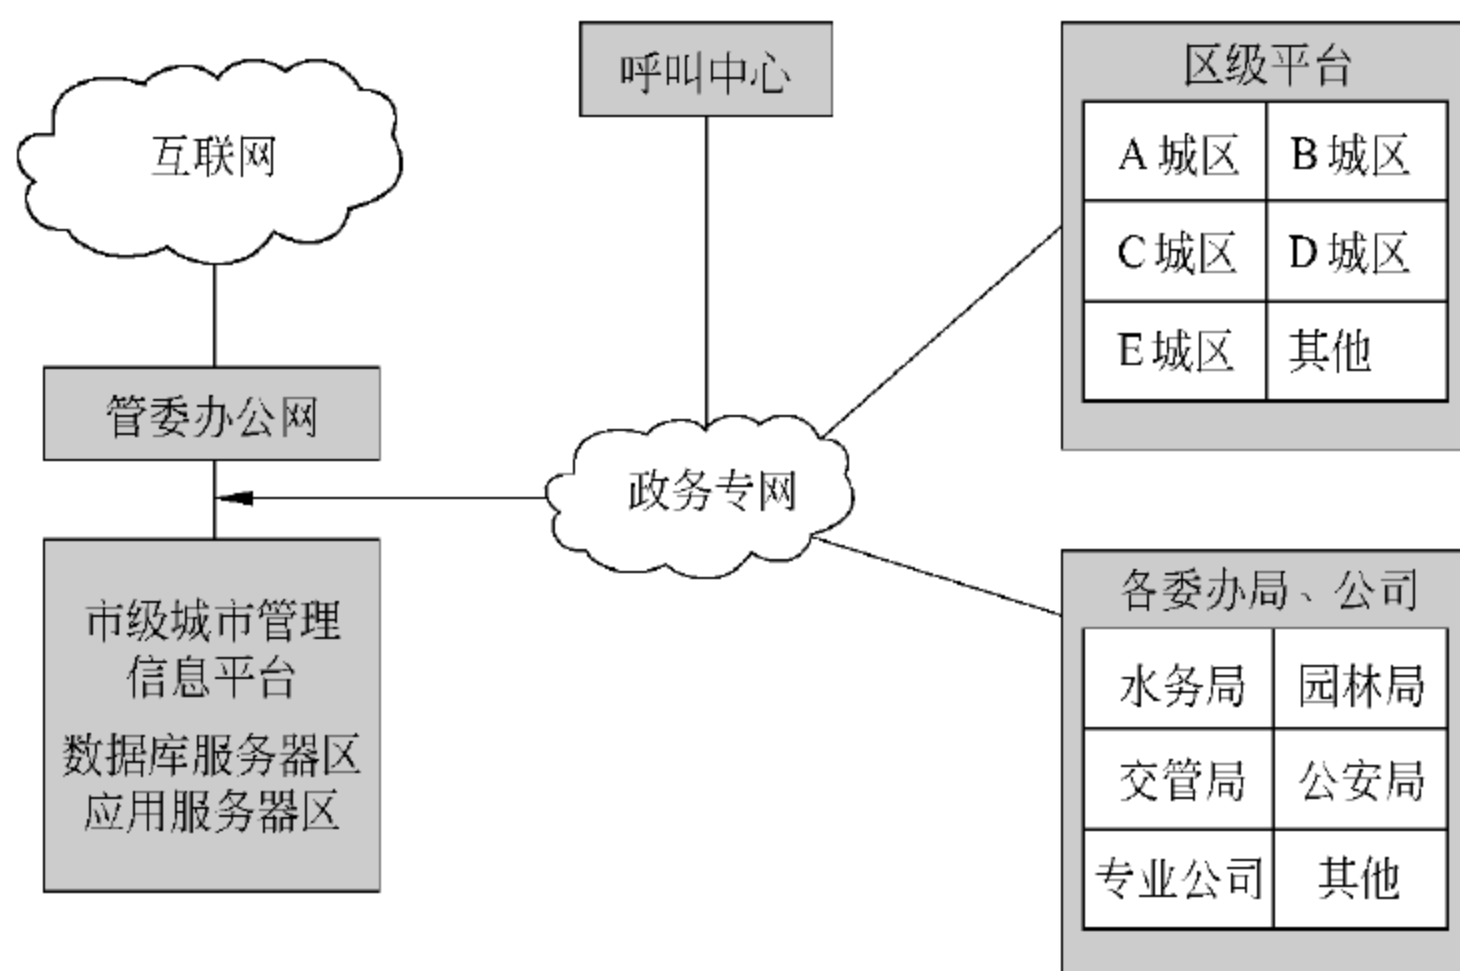 互联网
呼叫中心
区级平台
A 城区
B 城区
C 城区
D 城区
E 城区
其他
管委办公网
政务专网
市级城市管理
信息平台
数据库服务器区
应用服务器区
各委办局、公司
水务局
园林局
交管局
公安局
专业公司
其他